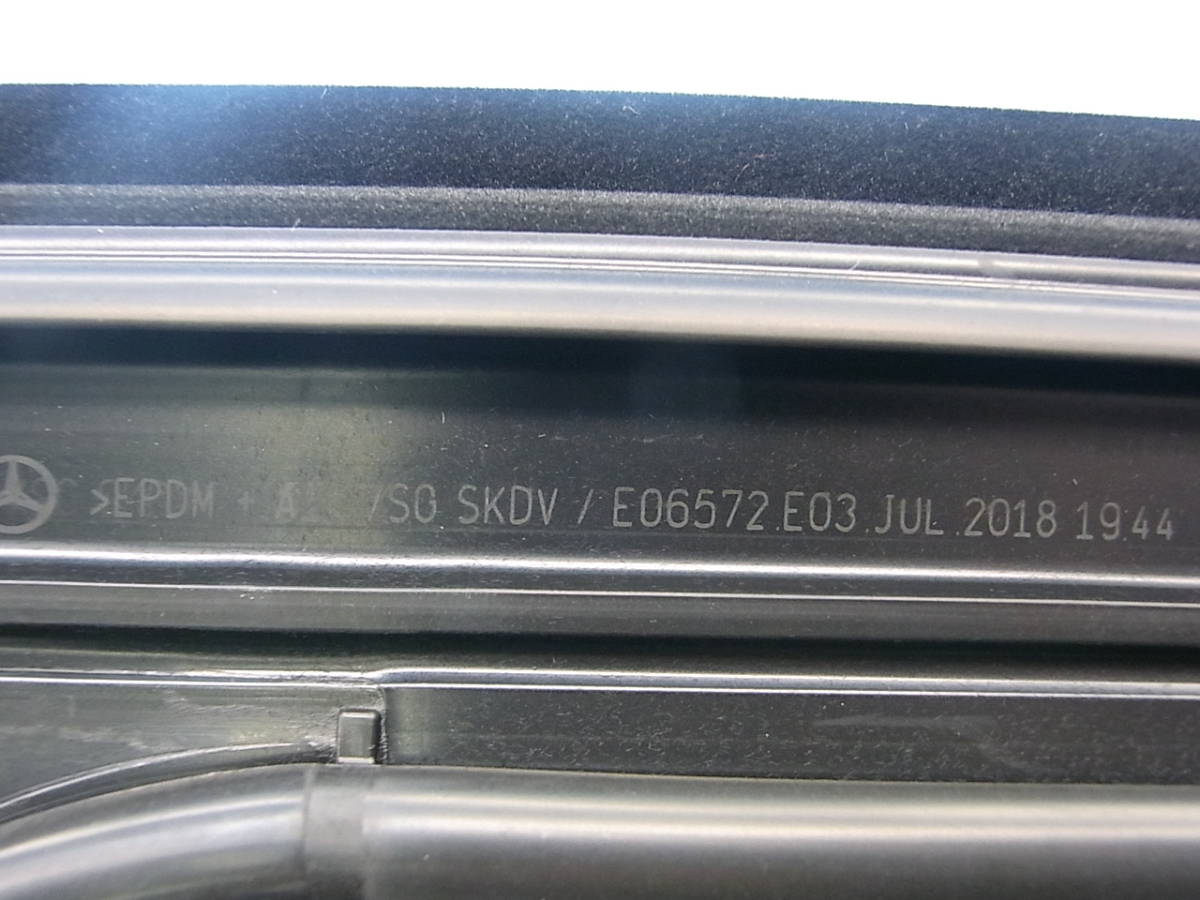 >EPDM + A /SG SKDV / E06572.E03.JUL.2018 19.44